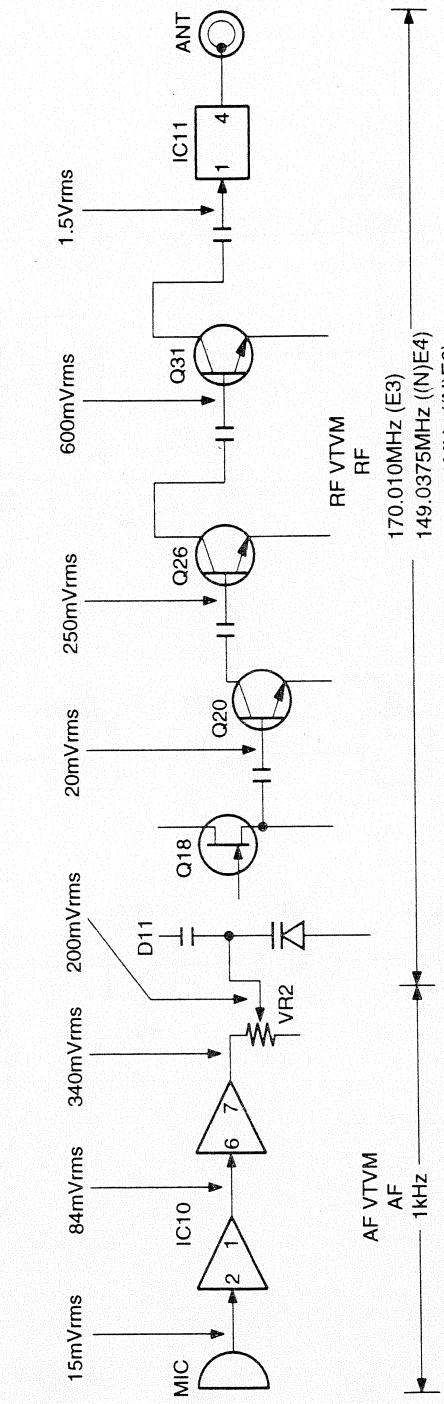 15mVrms
84mVrms
340mVrms
200mVrms
20mVrms
250mVrms
600mVrms
1.5Vrms
MIC
IC10
2 1
6 7
VR2
D11
Q18
Q20
Q26
Q31
IC11
1 4
ANT
AF VTVM
AF
1kHz
RF VTVM
RF
170.010MHz (E3)
149.0375MHz ((N)E4)